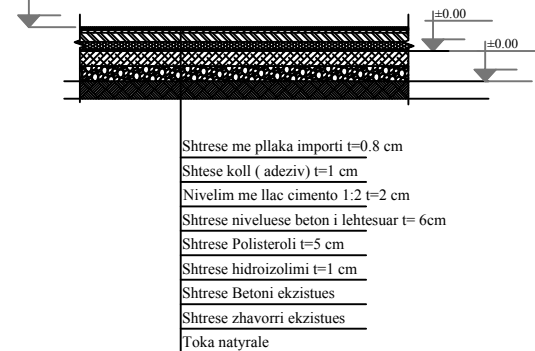 ±0.00
±0.00
Shtrese me pllaka importi t=0.8 cm
Shtese koll ( adeziv) t=1 cm
Nivelim me llac cimento 1:2 t=2 cm
Shtrese niveluese beton i lehtesuar t= 6cm
Shtrese Polisteroli t=5 cm
Shtrese hidroizolimi t=1 cm
Shtrese Betoni ekzistues
Shtrese zhavorri ekzistues
Toka natyrale